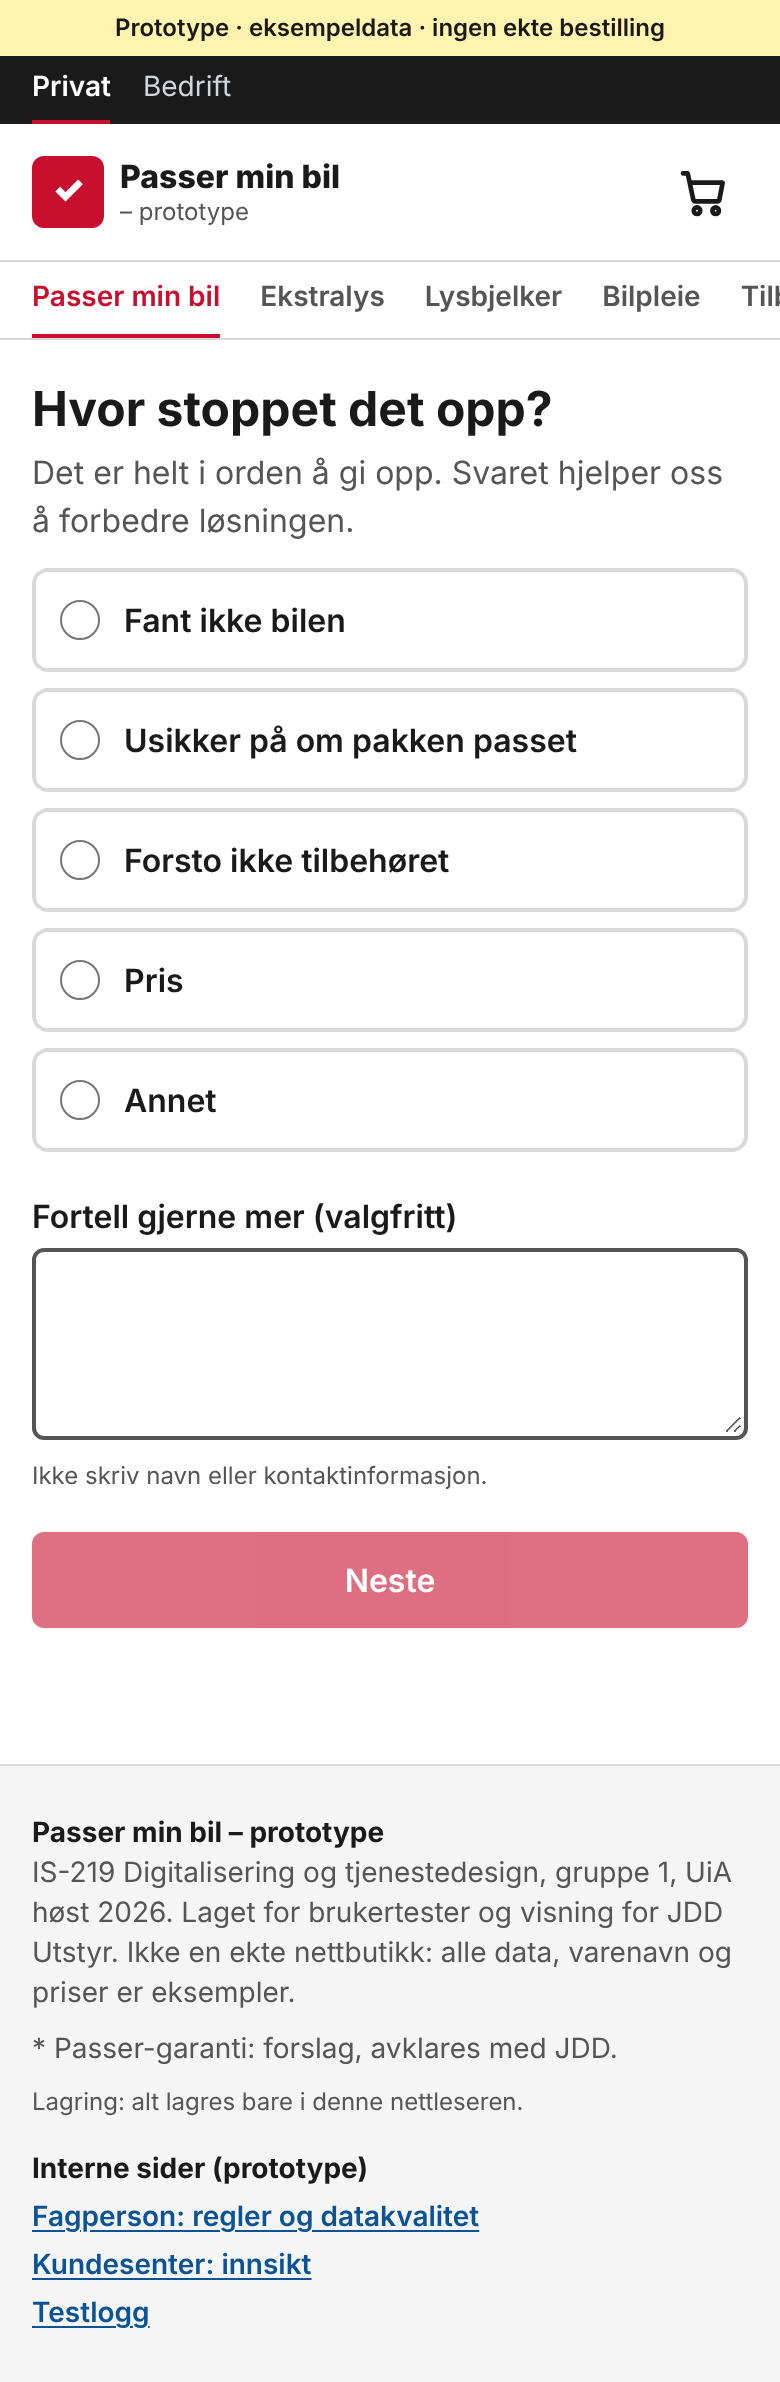 Prototype · eksempeldata · ingen ekte bestilling
Privat Bedrift
Passer min bil
– prototype
Passer min bil Ekstralys Lysbjelker Bilpleie
Hvor stoppet det opp?
Det er helt i orden å gi opp. Svaret hjelper oss
å forbedre løsningen.
Fant ikke bilen
Usikker på om pakken passet
Forsto ikke tilbehøret
Pris
Annet
Fortell gjerne mer (valgfritt)
Ikke skriv navn eller kontaktinformasjon.
Neste
Passer min bil – prototype
IS-219 Digitalisering og tjenestedesign, gruppe 1, UiA
høst 2026. Laget for brukertester og visning for JDD
Utstyr. Ikke en ekte nettbutikk: alle data, varenavn og
priser er eksempler.
* Passer-garanti: forslag, avklares med JDD.
Lagring: alt lagres bare i denne nettleseren.
Interne sider (prototype)
Fagperson: regler og datakvalitet
Kundesenter: innsikt
Testlogg